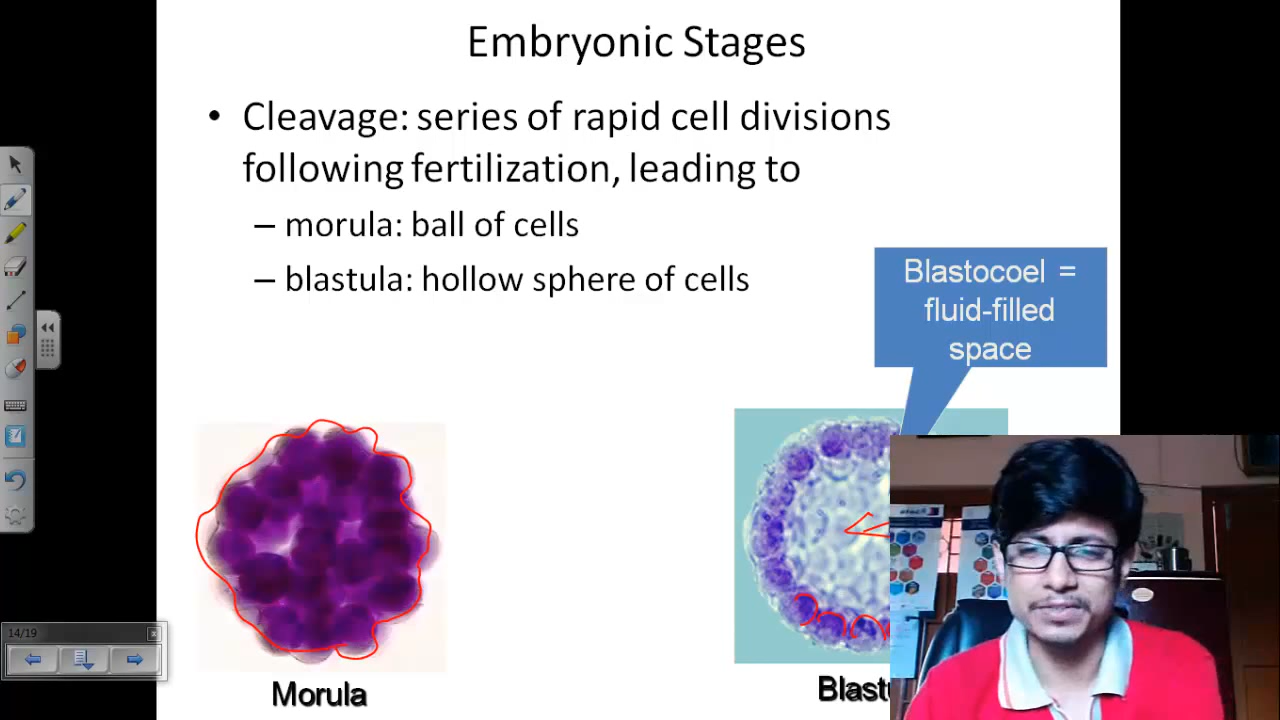 Embryonic Stages
• Cleavage: series of rapid cell divisions
following fertilization, leading to
– morula: ball of cells
– blastula: hollow sphere of cells
Blastocoel =
fluid-filled
space
14/19
Morula